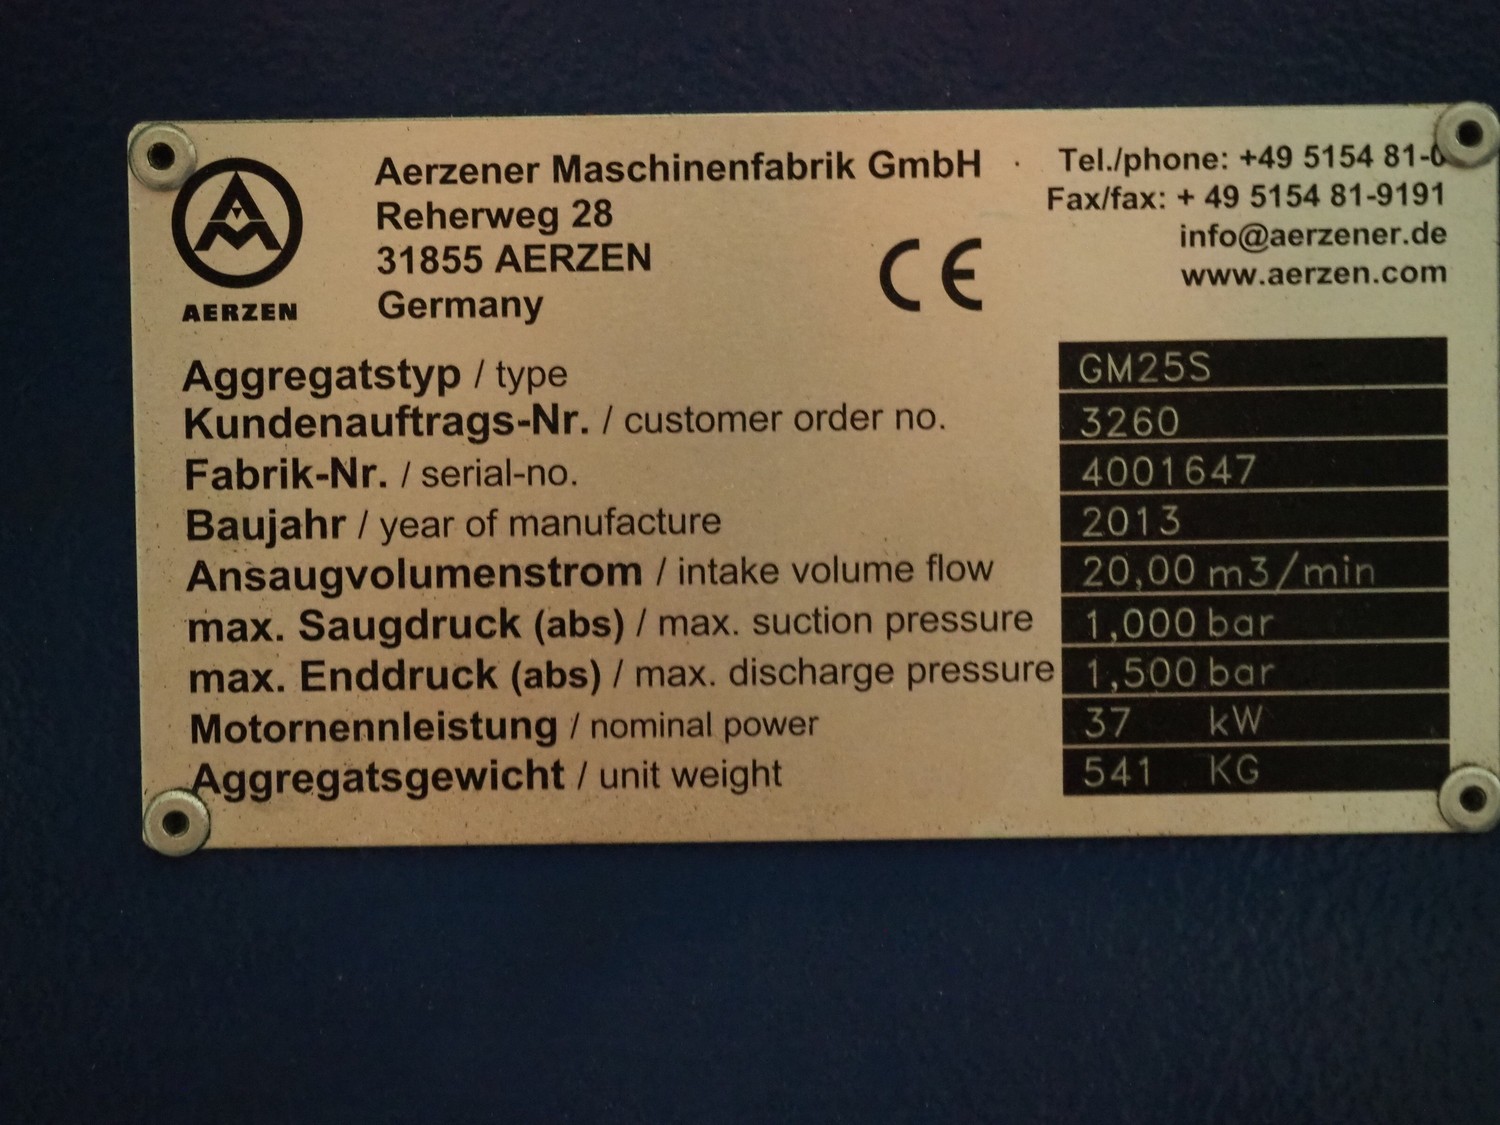 AERZEN
Aerzener Maschinenfabrik GmbH
Reherweg 28
31855 AERZEN
Germany
CE
Tel./phone: +49 5154 81-0
Fax/fax: + 49 5154 81-9191
info@aerzener.de
www.aerzen.com
Aggregatstyp / type GM25S
Kundenauftrags-Nr. / customer order no. 3260
Fabrik-Nr. / serial-no. 4001647
Baujahr / year of manufacture 2013
Ansaugvolumenstrom / intake volume flow 20,00 m3/min
max. Saugdruck (abs) / max. suction pressure 1,000 bar
max. Enddruck (abs) / max. discharge pressure 1,500 bar
Motornennleistung / nominal power 37 kW
Aggregatsgewicht / unit weight 541 KG